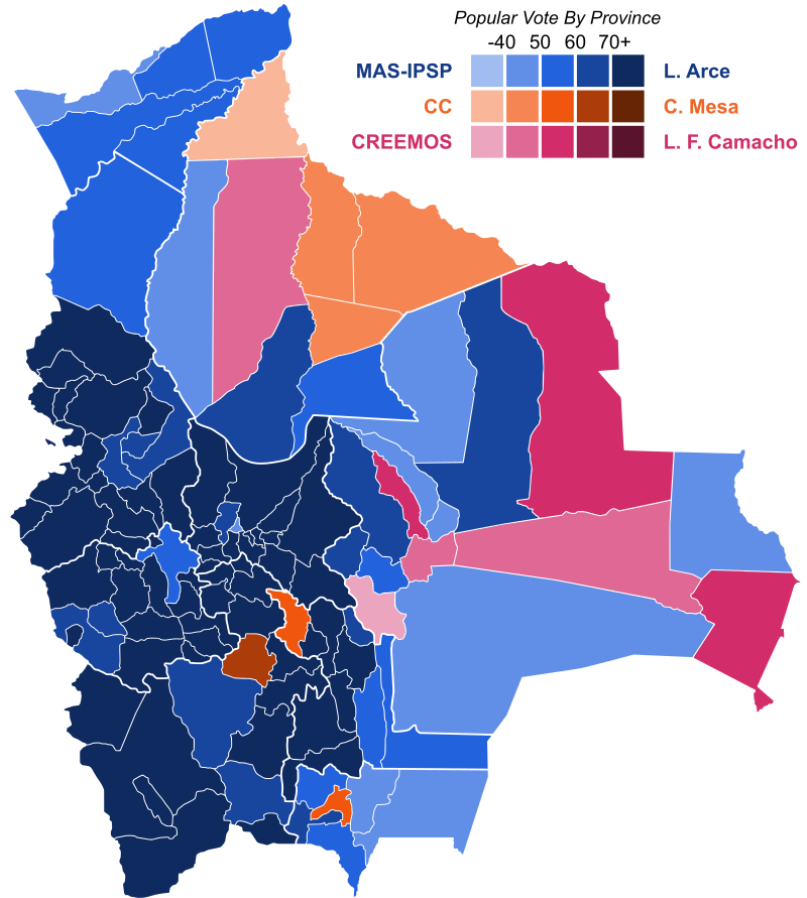 Popular Vote By Province
-40 50 60 70+
MAS-IPSP L. Arce
CC C. Mesa
CREEMOS L. F. Camacho